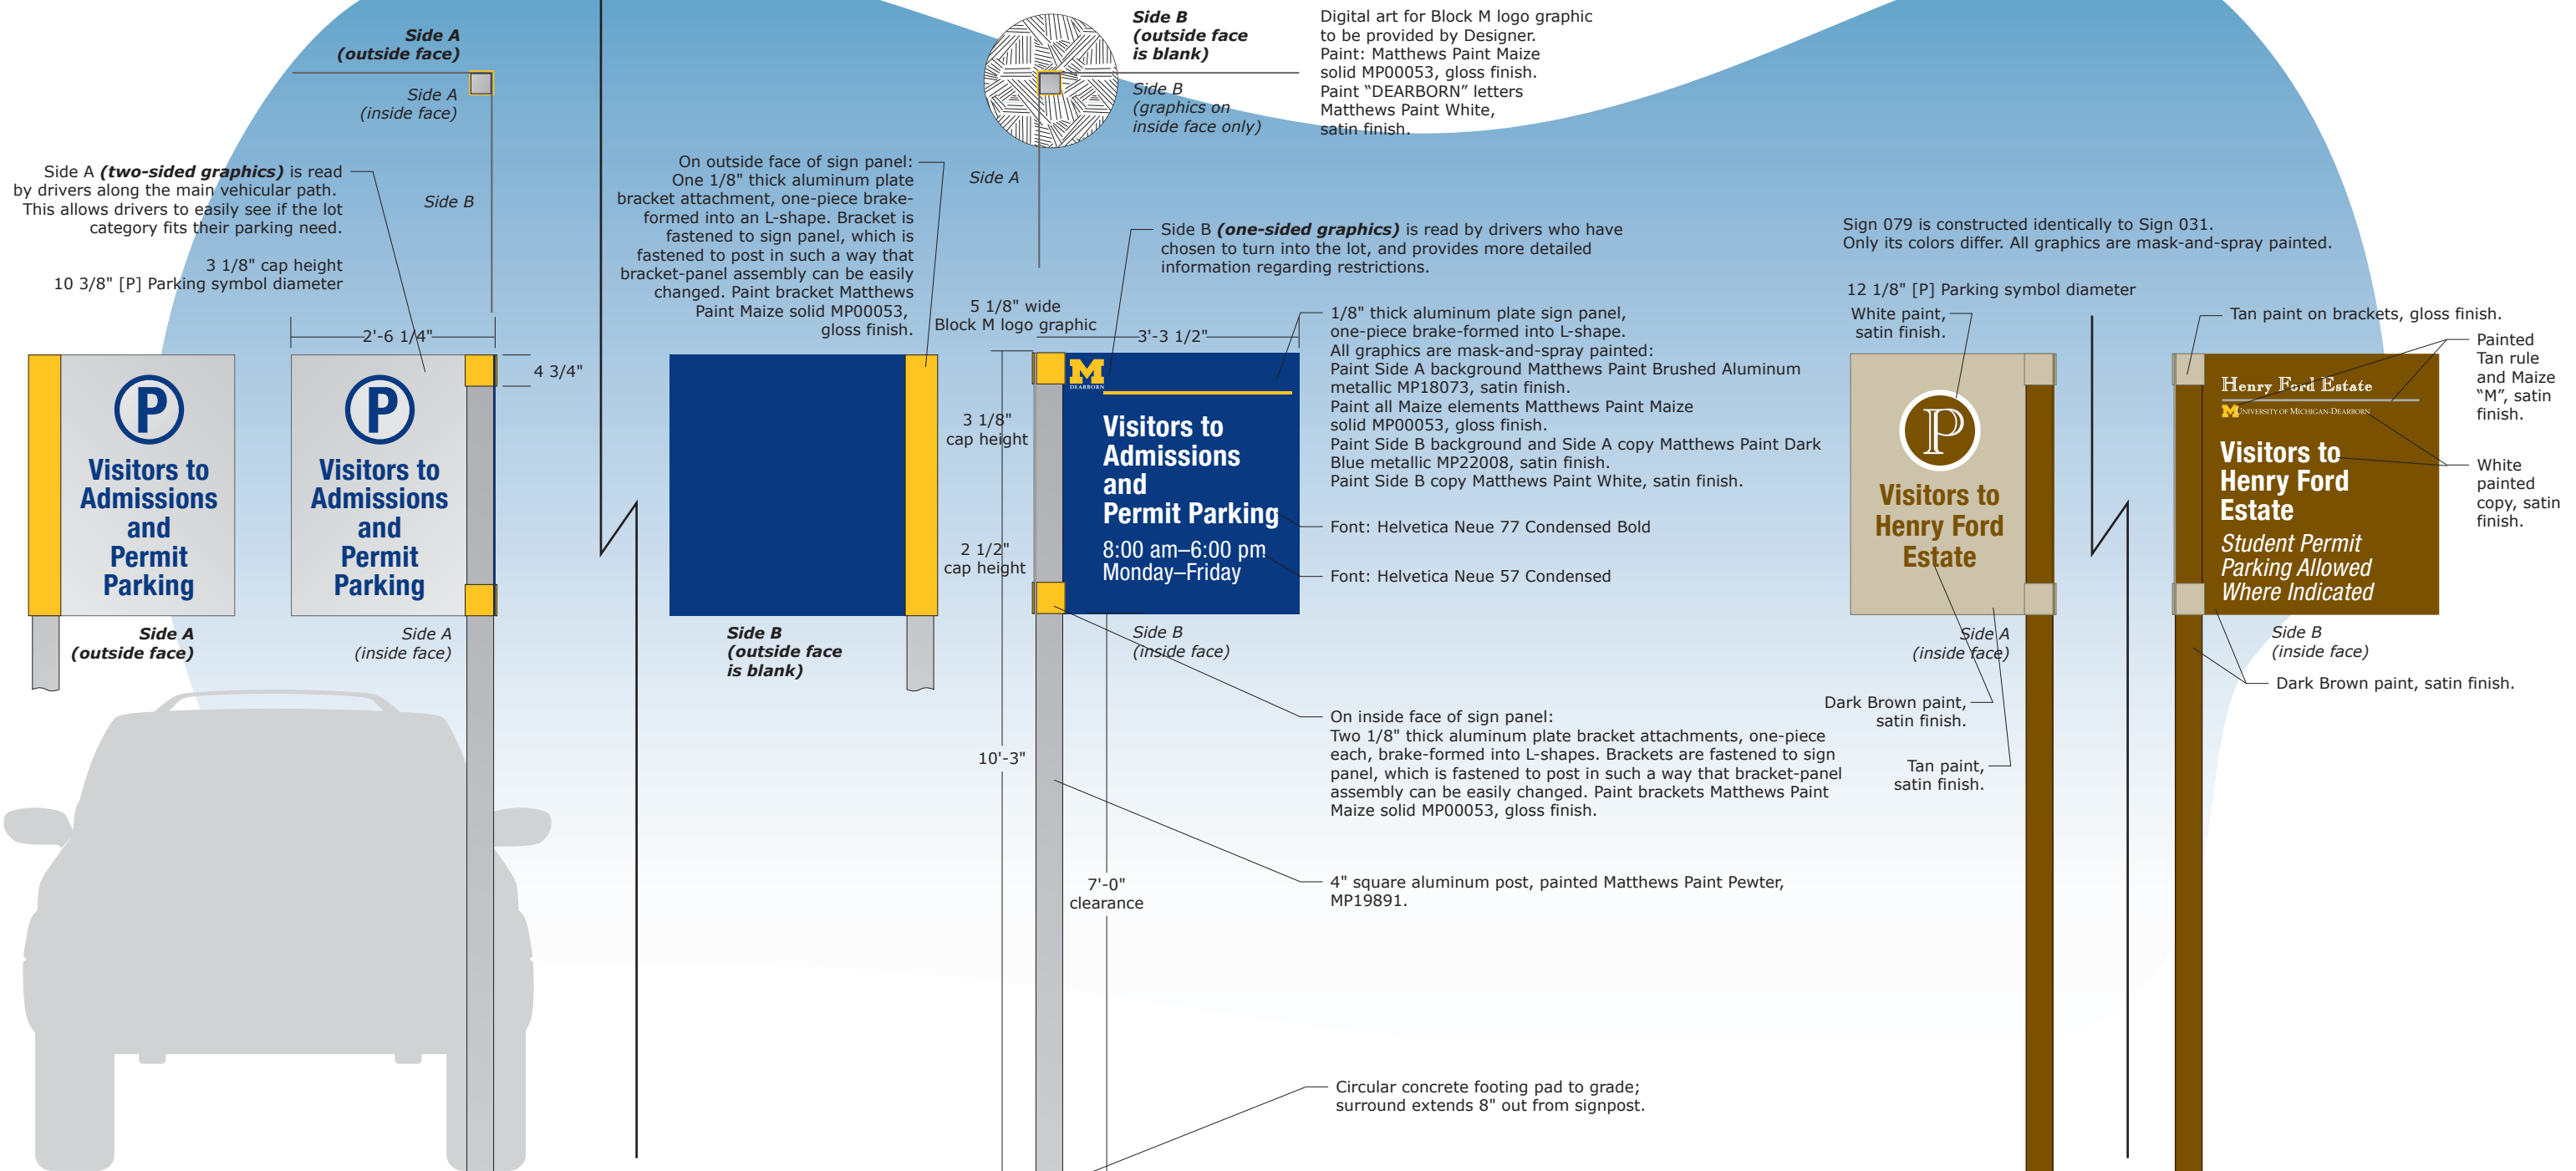 Side A
(outside face)
Side A
(inside face)
Side B
Side A (two-sided graphics) is read
by drivers along the main vehicular path.
This allows drivers to easily see if the lot
category fits their parking need.
3 1/8" cap height
10 3/8" [P] Parking symbol diameter
2'-6 1/4"
4 3/4"
P
Visitors to
Admissions
and
Permit
Parking
Side A
(outside face)
P
Visitors to
Admissions
and
Permit
Parking
Side A
(inside face)
Side B
(outside face
is blank)
Side B
(graphics on
inside face only)
Side A
Digital art for Block M logo graphic
to be provided by Designer.
Paint: Matthews Paint Maize
solid MP00053, gloss finish.
Paint “DEARBORN” letters
Matthews Paint White,
satin finish.
On outside face of sign panel:
One 1/8" thick aluminum plate
bracket attachment, one-piece brake-
formed into an L-shape. Bracket is
fastened to sign panel, which is
fastened to post in such a way that
bracket-panel assembly can be easily
changed. Paint bracket Matthews
Paint Maize solid MP00053,
gloss finish.
Side B
(outside face
is blank)
Side B (one-sided graphics) is read by drivers who have
chosen to turn into the lot, and provides more detailed
information regarding restrictions.
5 1/8" wide
Block M logo graphic
3'-3 1/2"
3 1/8"
cap height
2 1/2"
cap height
M
DEARBORN
Visitors to
Admissions
and
Permit Parking
8:00 am–6:00 pm
Monday–Friday
Side B
(inside face)
10'-3"
7'-0"
clearance
1/8" thick aluminum plate sign panel,
one-piece brake-formed into L-shape.
All graphics are mask-and-spray painted:
Paint Side A background Matthews Paint Brushed Aluminum
metallic MP18073, satin finish.
Paint all Maize elements Matthews Paint Maize
solid MP00053, gloss finish.
Paint Side B background and Side A copy Matthews Paint Dark
Blue metallic MP22008, satin finish.
Paint Side B copy Matthews Paint White, satin finish.
Font: Helvetica Neue 77 Condensed Bold
Font: Helvetica Neue 57 Condensed
On inside face of sign panel:
Two 1/8" thick aluminum plate bracket attachments, one-piece
each, brake-formed into L-shapes. Brackets are fastened to sign
panel, which is fastened to post in such a way that bracket-panel
assembly can be easily changed. Paint brackets Matthews Paint
Maize solid MP00053, gloss finish.
4" square aluminum post, painted Matthews Paint Pewter,
MP19891.
Circular concrete footing pad to grade;
surround extends 8" out from signpost.
Sign 079 is constructed identically to Sign 031.
Only its colors differ. All graphics are mask-and-spray painted.
12 1/8" [P] Parking symbol diameter
White paint,
satin finish.
P
Visitors to
Henry Ford
Estate
Side A
(inside face)
Dark Brown paint,
satin finish.
Tan paint,
satin finish.
Tan paint on brackets, gloss finish.
Painted
Tan rule
and Maize
“M”, satin
finish.
Henry Ford Estate
M UNIVERSITY OF MICHIGAN-DEARBORN
Visitors to
Henry Ford
Estate
Student Permit
Parking Allowed
Where Indicated
White
painted
copy, satin
finish.
Side B
(inside face)
Dark Brown paint, satin finish.